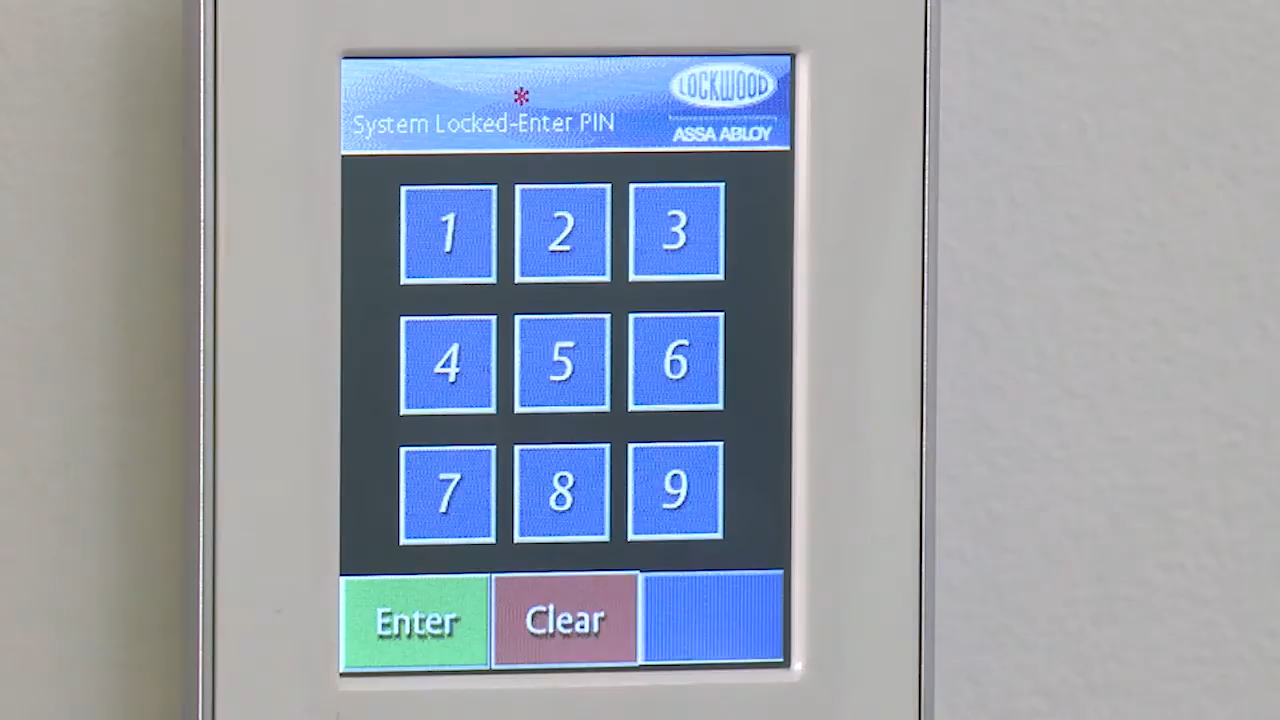 *
System Locked-Enter PIN
LOCKWOOD
ASSA ABLOY
1 2 3
4 5 6
7 8 9
Enter Clear